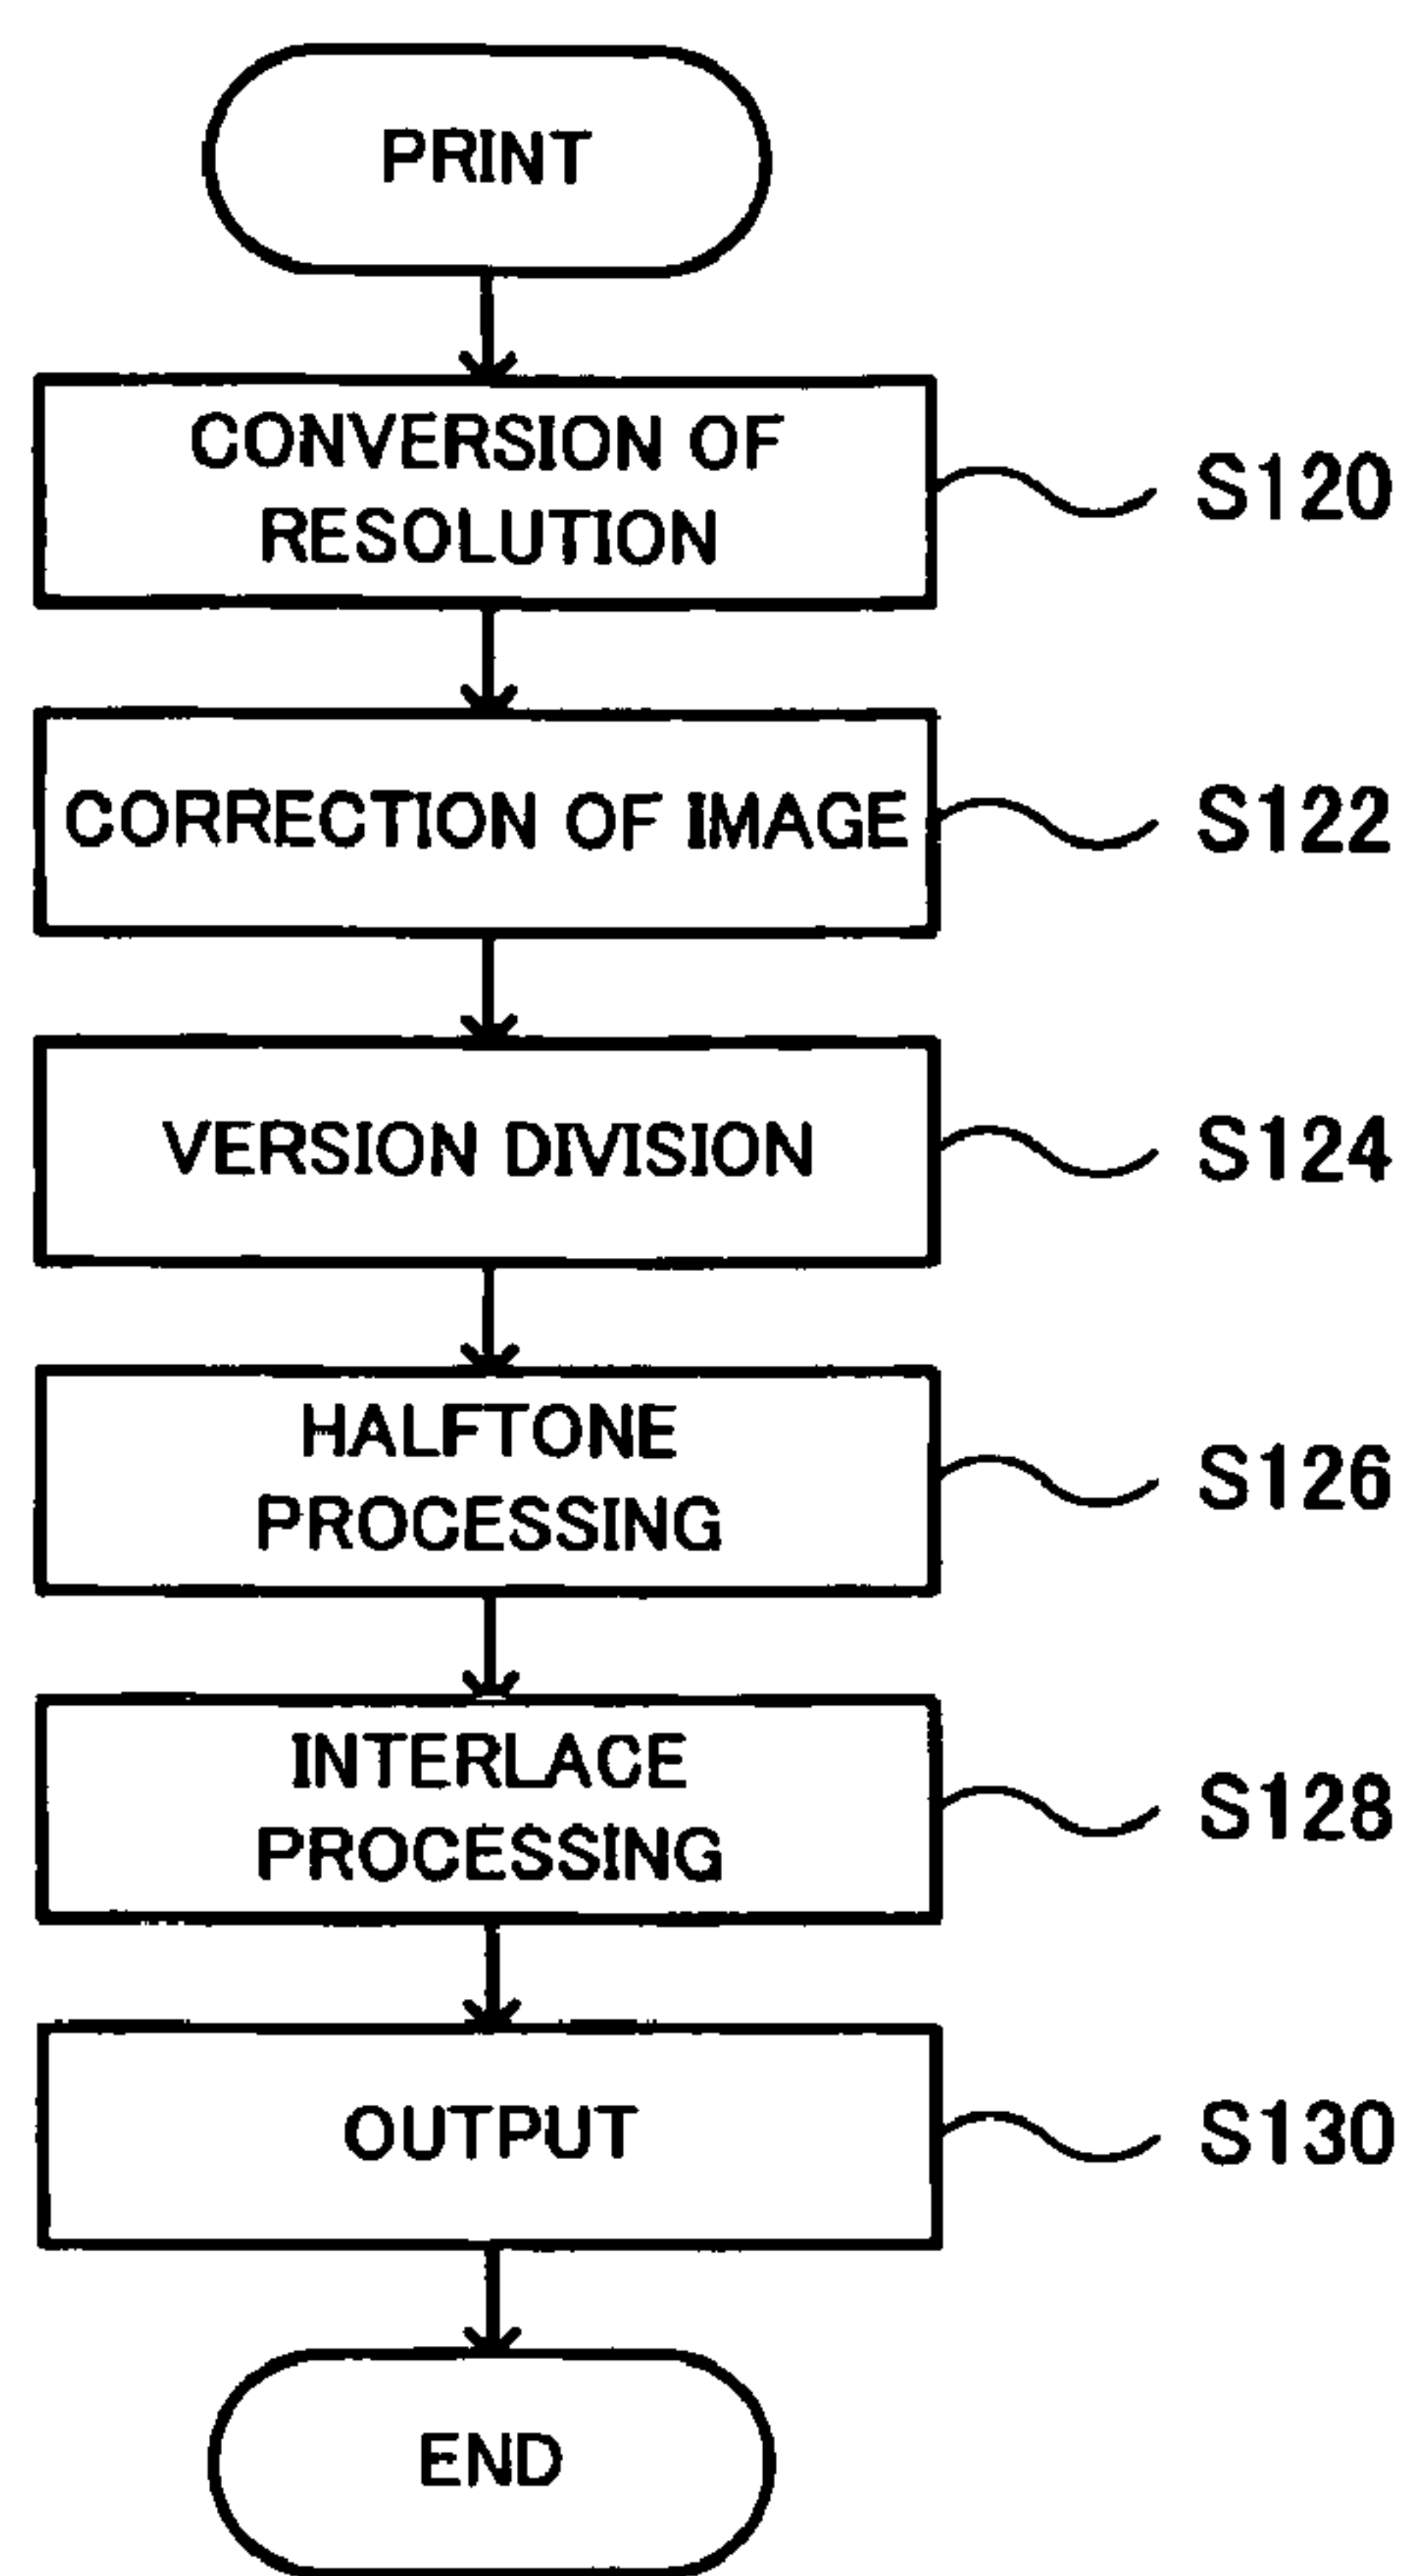 PRINT
CONVERSION OF
RESOLUTION
S120
CORRECTION OF IMAGE
S122
VERSION DIVISION
S124
HALFTONE
PROCESSING
S126
INTERLACE
PROCESSING
S128
OUTPUT
S130
END